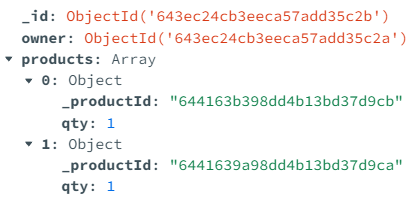 _id: ObjectId('643ec24cb3eeca57add35c2b')
owner: ObjectId('643ec24cb3eeca57add35c2a')
products: Array
0: Object
_productId: "644163b398dd4b13bd37d9cb"
qty: 1
1: Object
_productId: "6441639a98dd4b13bd37d9ca"
qty: 1